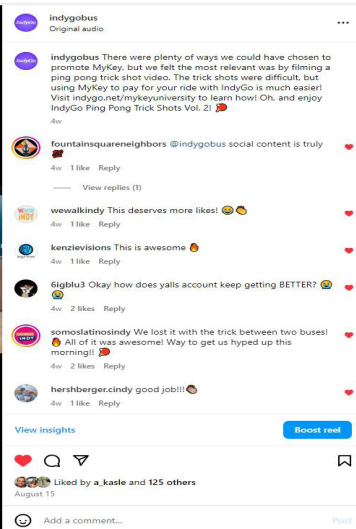 indygobus
Original audio
indygobus There were plenty of ways we could have chosen to
promote MyKey, but we felt the most relevant was by filming a
ping pong trick shot video. The trick shots were difficult, but
using MyKey to pay for your ride with IndyGo is much easier!
Visit indygo.net/mykeyuniversity to learn how! Oh, and enjoy
IndyGo Ping Pong Trick Shots Vol. 2! 🏓
4w
fountainsquareneighbors @indygobus social content is truly
4w 1 like Reply
View replies (1)
wewalkindy This deserves more likes! 😂👏
4w 1 like Reply
kenzievisions This is awesome 🔥
4w 1 like Reply
6igblu3 Okay how does yalls account keep getting BETTER? 😭
😭
4w 2 likes Reply
somoslatinosindy We lost it with the trick between two buses!
🔥 All of it was awesome! Way to get us hyped up this
morning!! 🏓
4w 2 likes Reply
hershberger.cindy good job!!!👏
4w 1 like Reply
View insights
Boost reel
Liked by a_kasle and 125 others
August 15
Add a comment...
Post